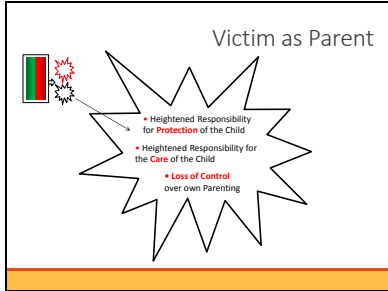 Victim as Parent
• Heightened Responsibility
for Protection of the Child
• Heightened Responsibility for
the Care of the Child
• Loss of Control
over own Parenting